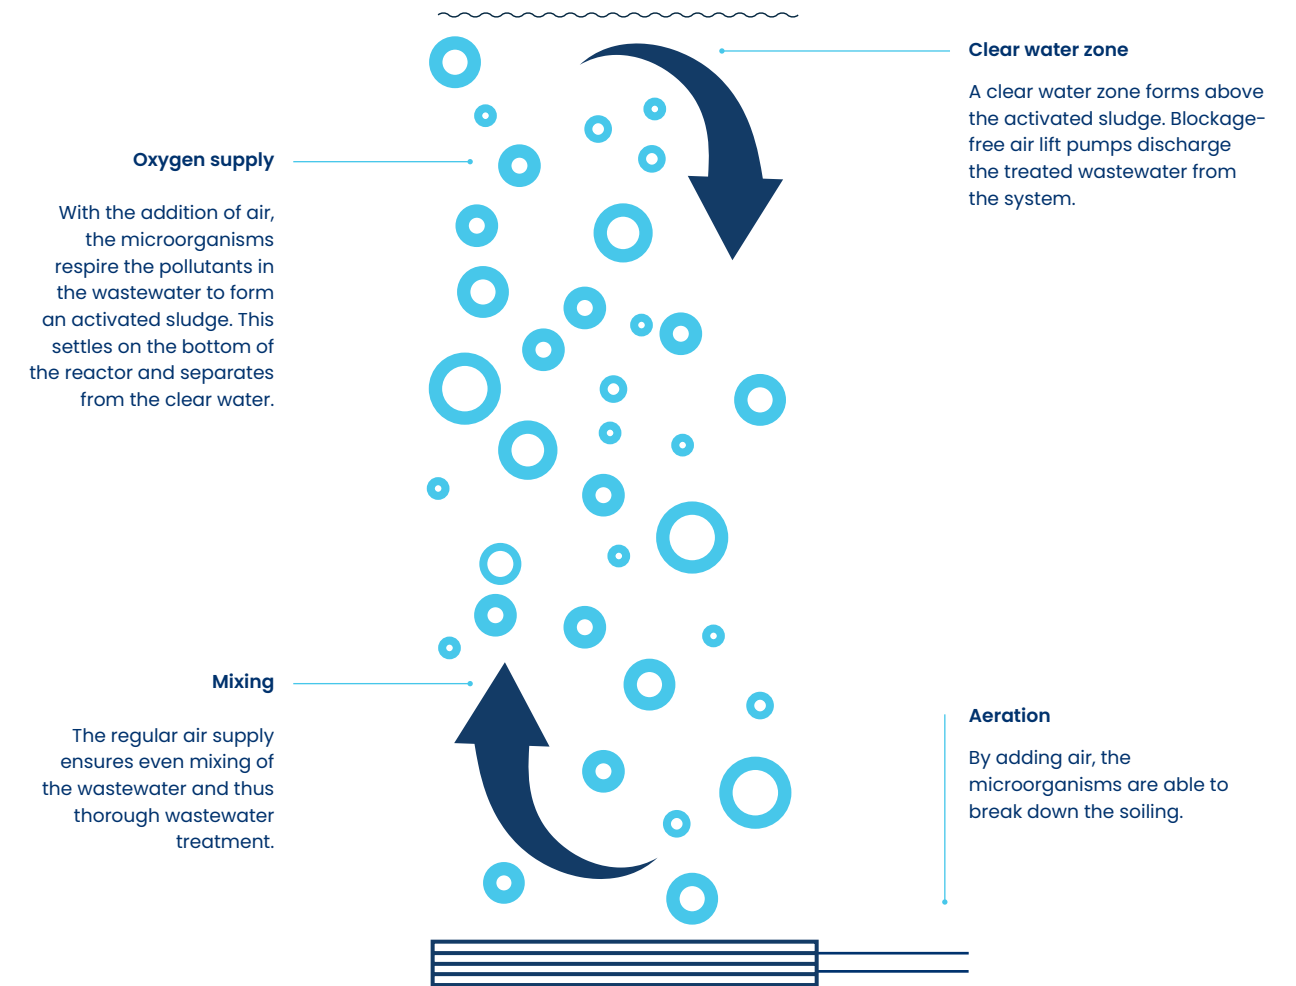 Clear water zone
A clear water zone forms above
the activated sludge. Blockage-
free air lift pumps discharge
the treated wastewater from
the system.
Oxygen supply
With the addition of air,
the microorganisms
respire the pollutants in
the wastewater to form
an activated sludge. This
settles on the bottom of
the reactor and separates
from the clear water.
Mixing
The regular air supply
ensures even mixing of
the wastewater and thus
thorough wastewater
treatment.
Aeration
By adding air, the
microorganisms are able to
break down the soiling.